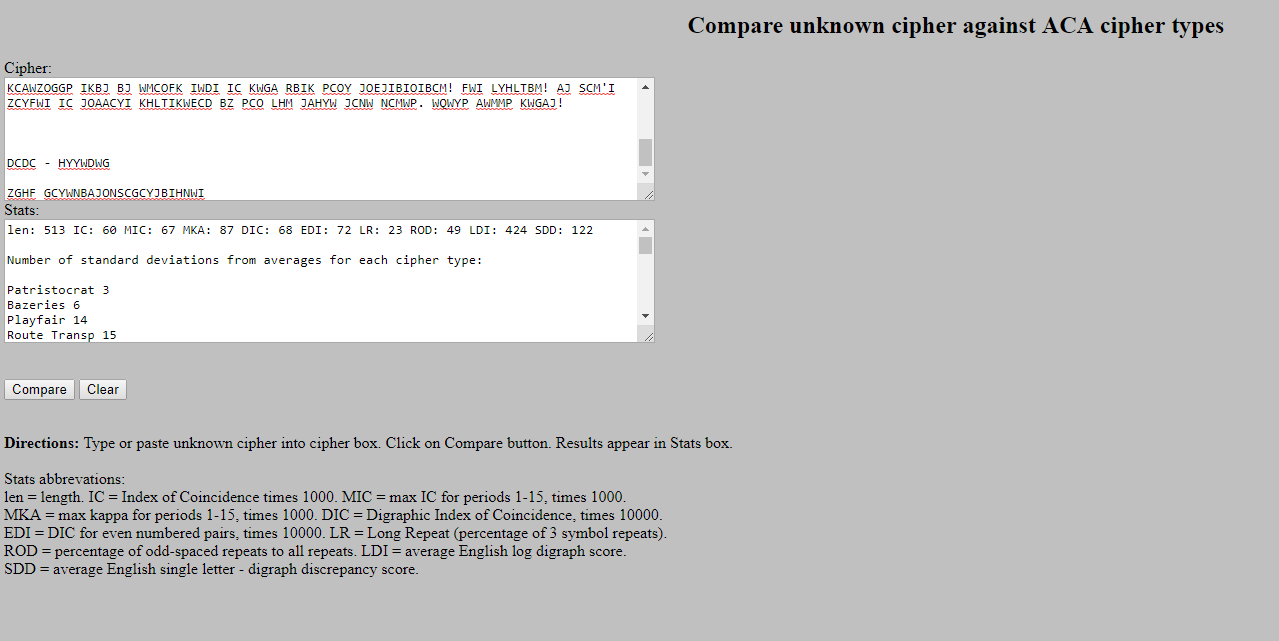 Compare unknown cipher against ACA cipher types
Cipher:
KCAWZOGGP IKBJ BJ WMCOFK IWDI IC KWGA RBIK PCOY JOEJIBIOIBCM! FWI LYHLTBM! AJ SCM'I
ZCYFWI IC JOAACYI KHLTIKWECD BZ PCO LHM JAHYW JCNW NCMWP. WQWYP AWMMP KWGAJ!
DCDC - HYYWDWG
ZGHF GCYWNBAJONSCGCYJBIHNWI
Stats:
len: 513 IC: 60 MIC: 67 MKA: 87 DIC: 68 EDI: 72 LR: 23 ROD: 49 LDI: 424 SDD: 122
Number of standard deviations from averages for each cipher type:
Patristocrat 3
Bazeries 6
Playfair 14
Route Transp 15
Compare Clear
Directions: Type or paste unknown cipher into cipher box. Click on Compare button. Results appear in Stats box.
Stats abbrevations:
len = length. IC = Index of Coincidence times 1000. MIC = max IC for periods 1-15, times 1000.
MKA = max kappa for periods 1-15, times 1000. DIC = Digraphic Index of Coincidence, times 10000.
EDI = DIC for even numbered pairs, times 10000. LR = Long Repeat (percentage of 3 symbol repeats).
ROD = percentage of odd-spaced repeats to all repeats. LDI = average English log digraph score.
SDD = average English single letter - digraph discrepancy score.